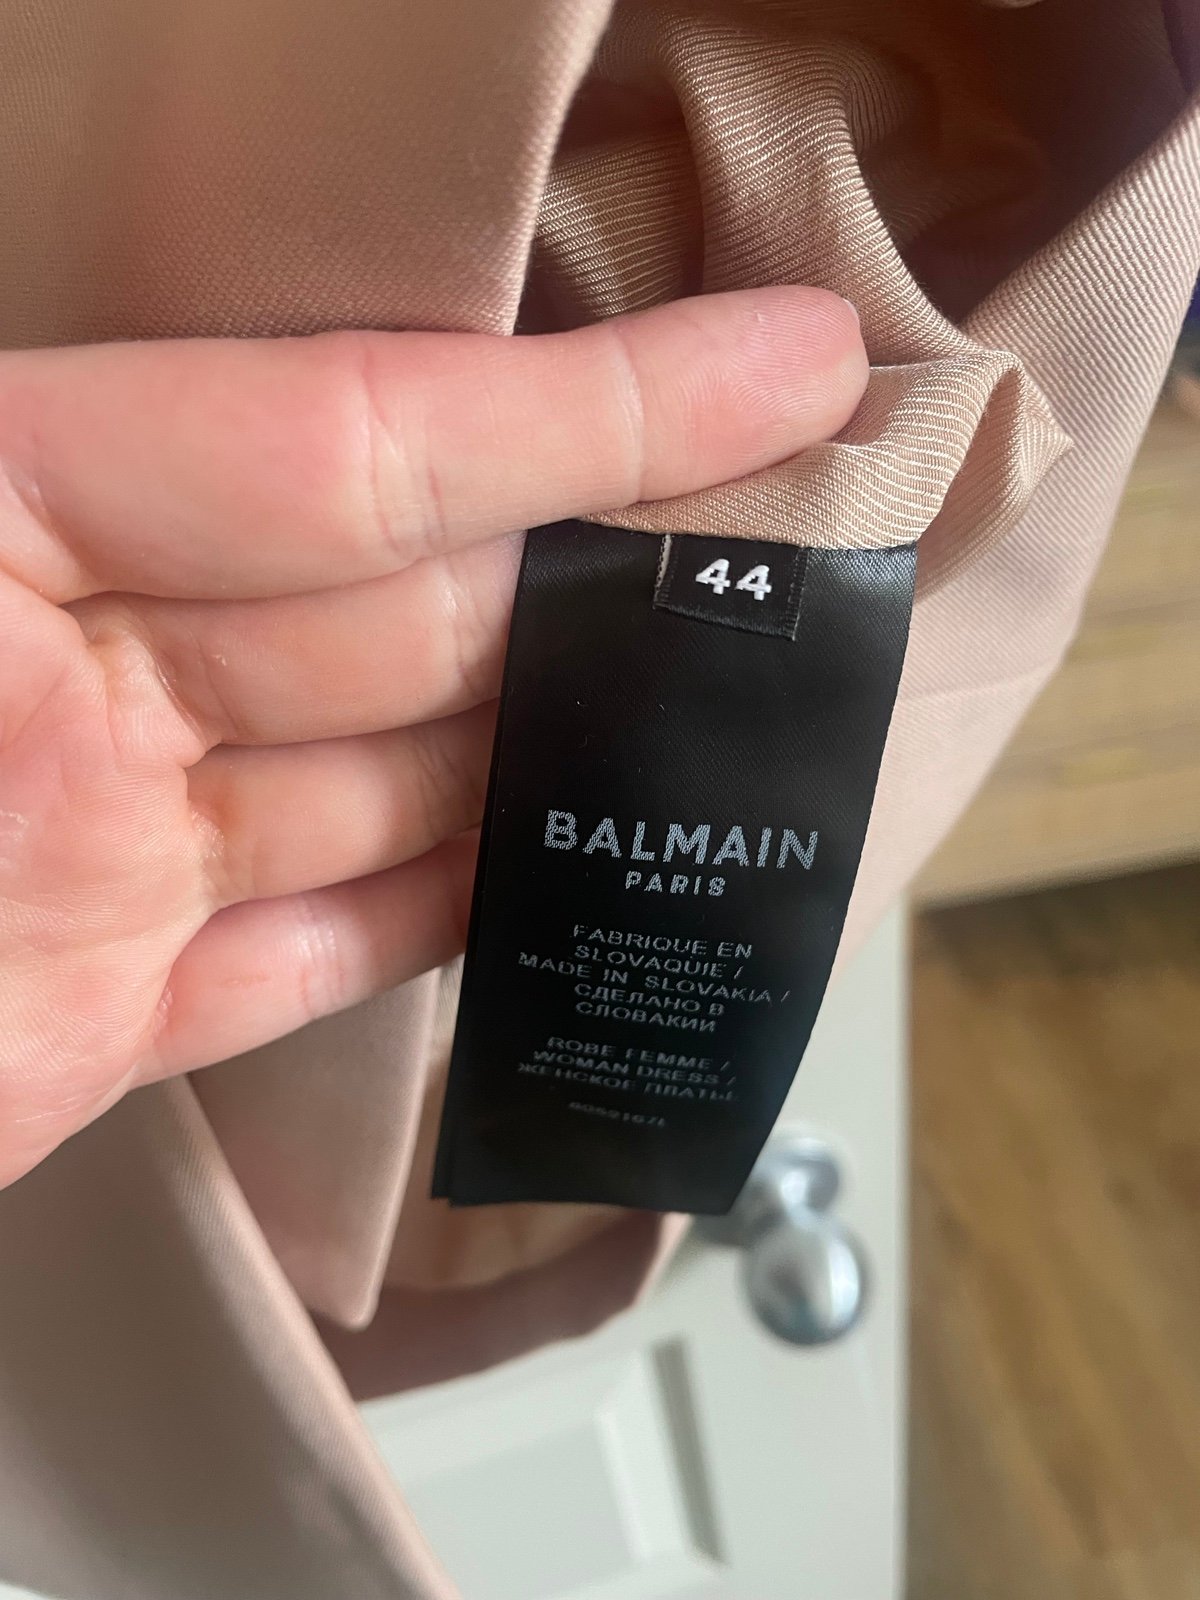 44
BALMAIN
PARIS
FABRIQUE EN
SLOVAQUIE /
MADE IN SLOVAKIA /
СДЕЛАНО В
СЛОВАКИИ
ROBE FEMME /
WOMAN DRESS /
ЖЕНСКОЕ ПЛАТЬЕ